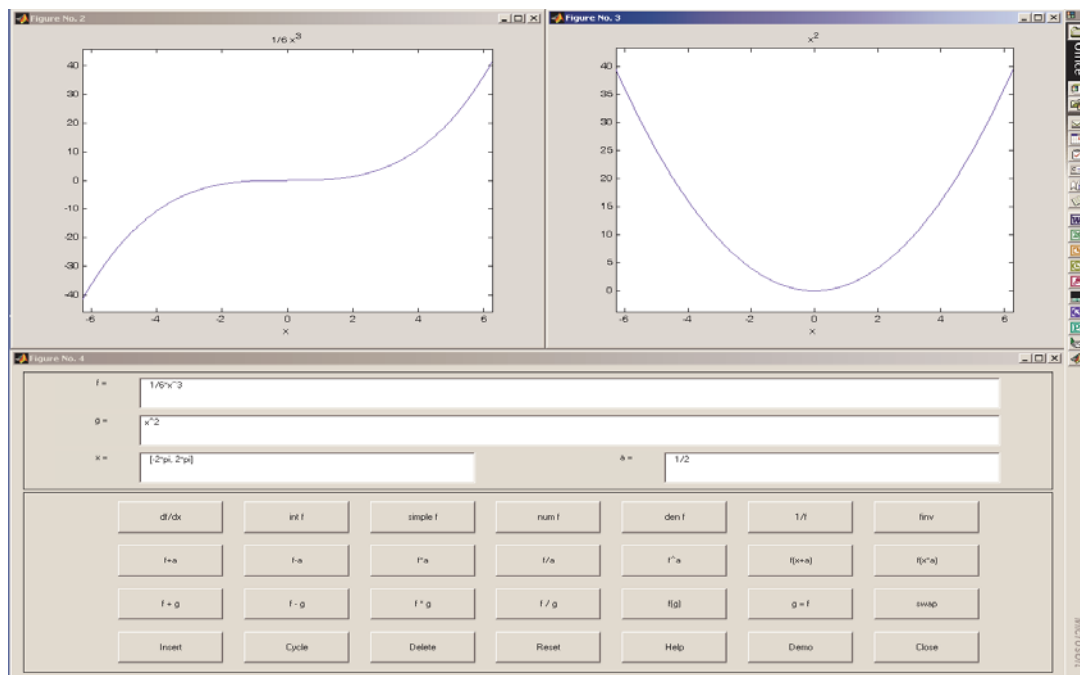 Figure No. 2
1/6 x³
40
30
20
10
0
-10
-20
-30
-40
-6 -4 -2 0 2 4 6
x
Figure No. 3
x²
40
35
30
25
20
15
10
5
0
-6 -4 -2 0 2 4 6
x
Office
Figure No. 4
f = 1/6*x^3
g = x^2
x = [-2*pi, 2*pi] a = 1/2
df/dx int f simple f num f den f 1/f finv
f+a f-a f*a f/a f^a f(x+a) f(x*a)
f + g f - g f * g f / g f(g) g = f swap
Insert Cycle Delete Reset Help Demo Close
Microsoft